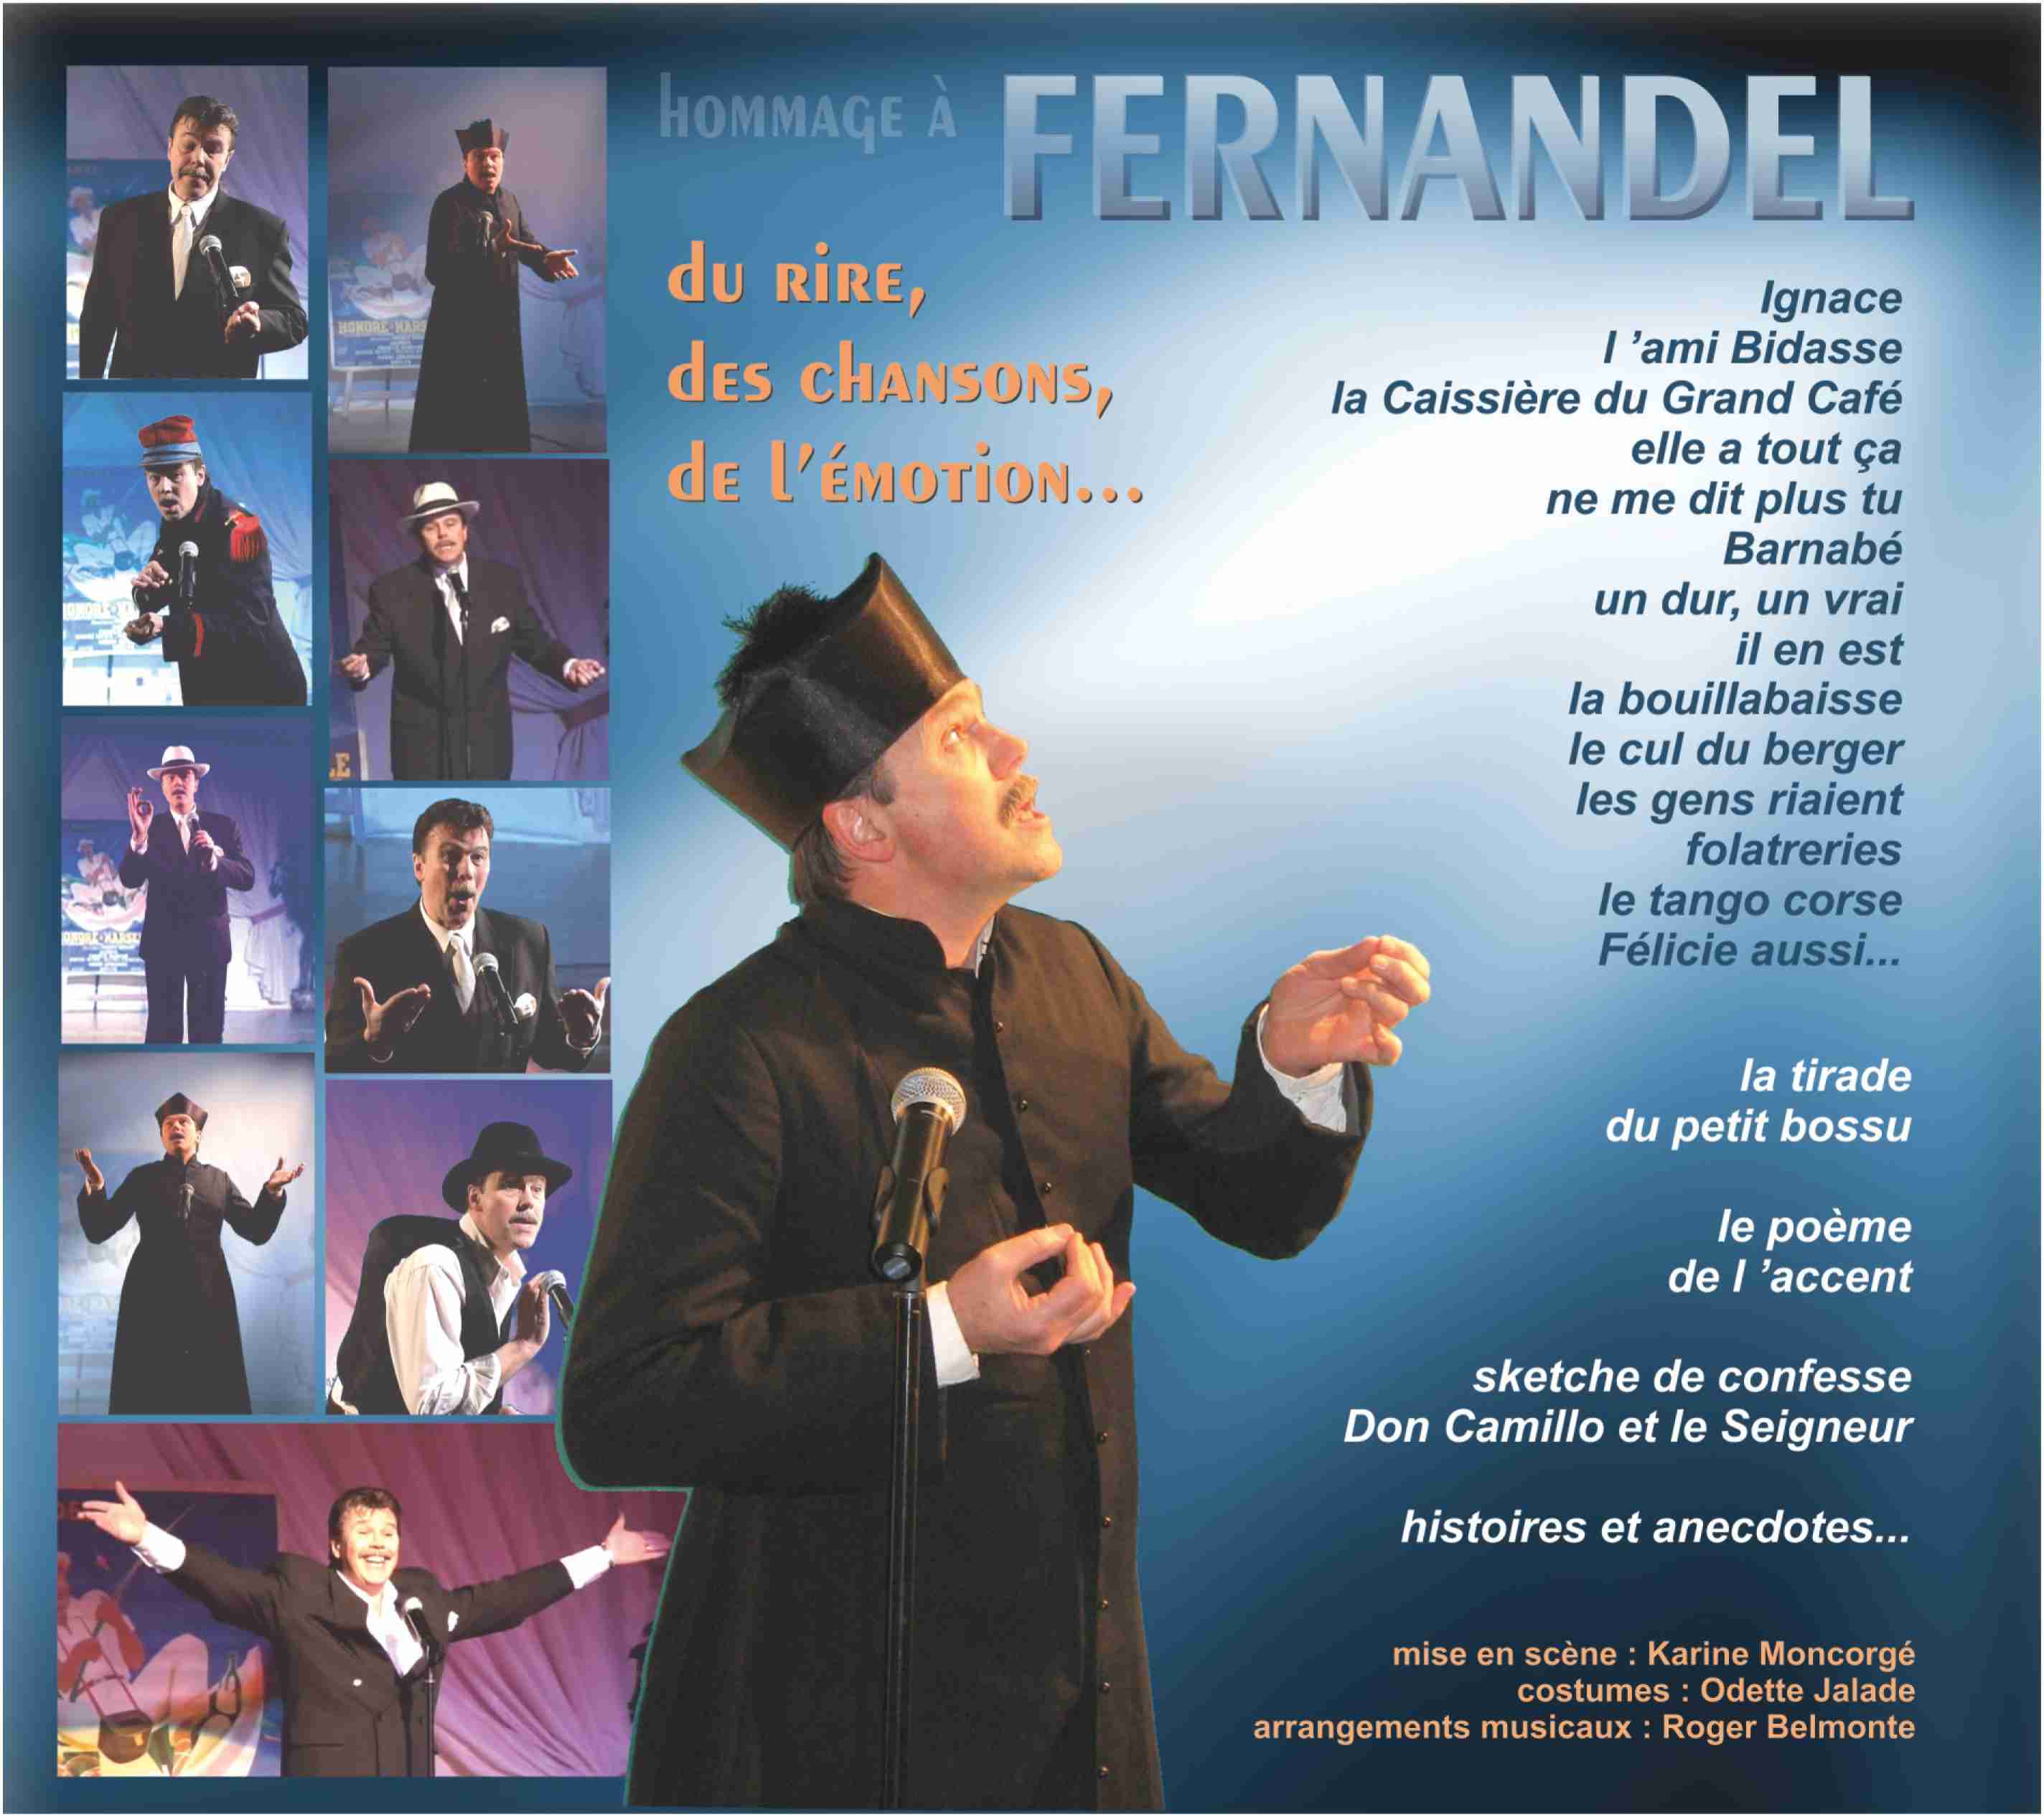 HOMMAGE À FERNANDEL
du RiRE,
dES CHANSONS,
dE L'ÉMOTiON...
Ignace
l 'ami Bidasse
la Caissière du Grand Café
elle a tout ça
ne me dit plus tu
Barnabé
un dur, un vrai
il en est
la bouillabaisse
le cul du berger
les gens riaient
folatreries
le tango corse
Félicie aussi...
la tirade
du petit bossu
le poème
de l 'accent
sketche de confesse
Don Camillo et le Seigneur
histoires et anecdotes...
mise en scène : Karine Moncorgé
costumes : Odette Jalade
arrangements musicaux : Roger Belmonte